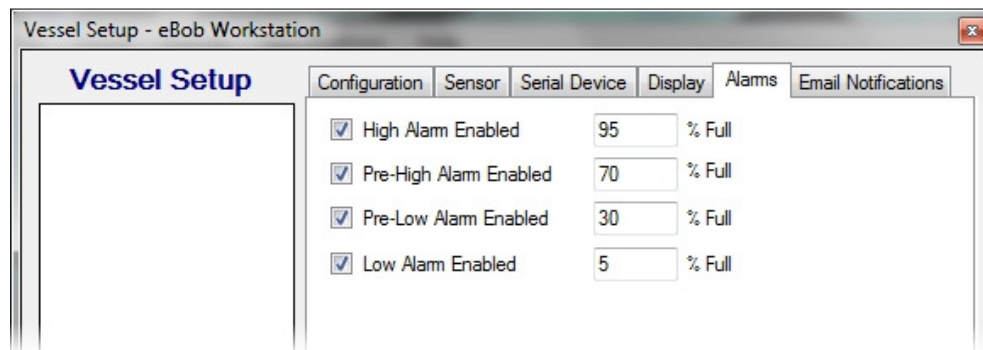 Vessel Setup - eBob Workstation
Vessel Setup
Configuration Sensor Serial Device Display Alarms Email Notifications
High Alarm Enabled 95 % Full
Pre-High Alarm Enabled 70 % Full
Pre-Low Alarm Enabled 30 % Full
Low Alarm Enabled 5 % Full